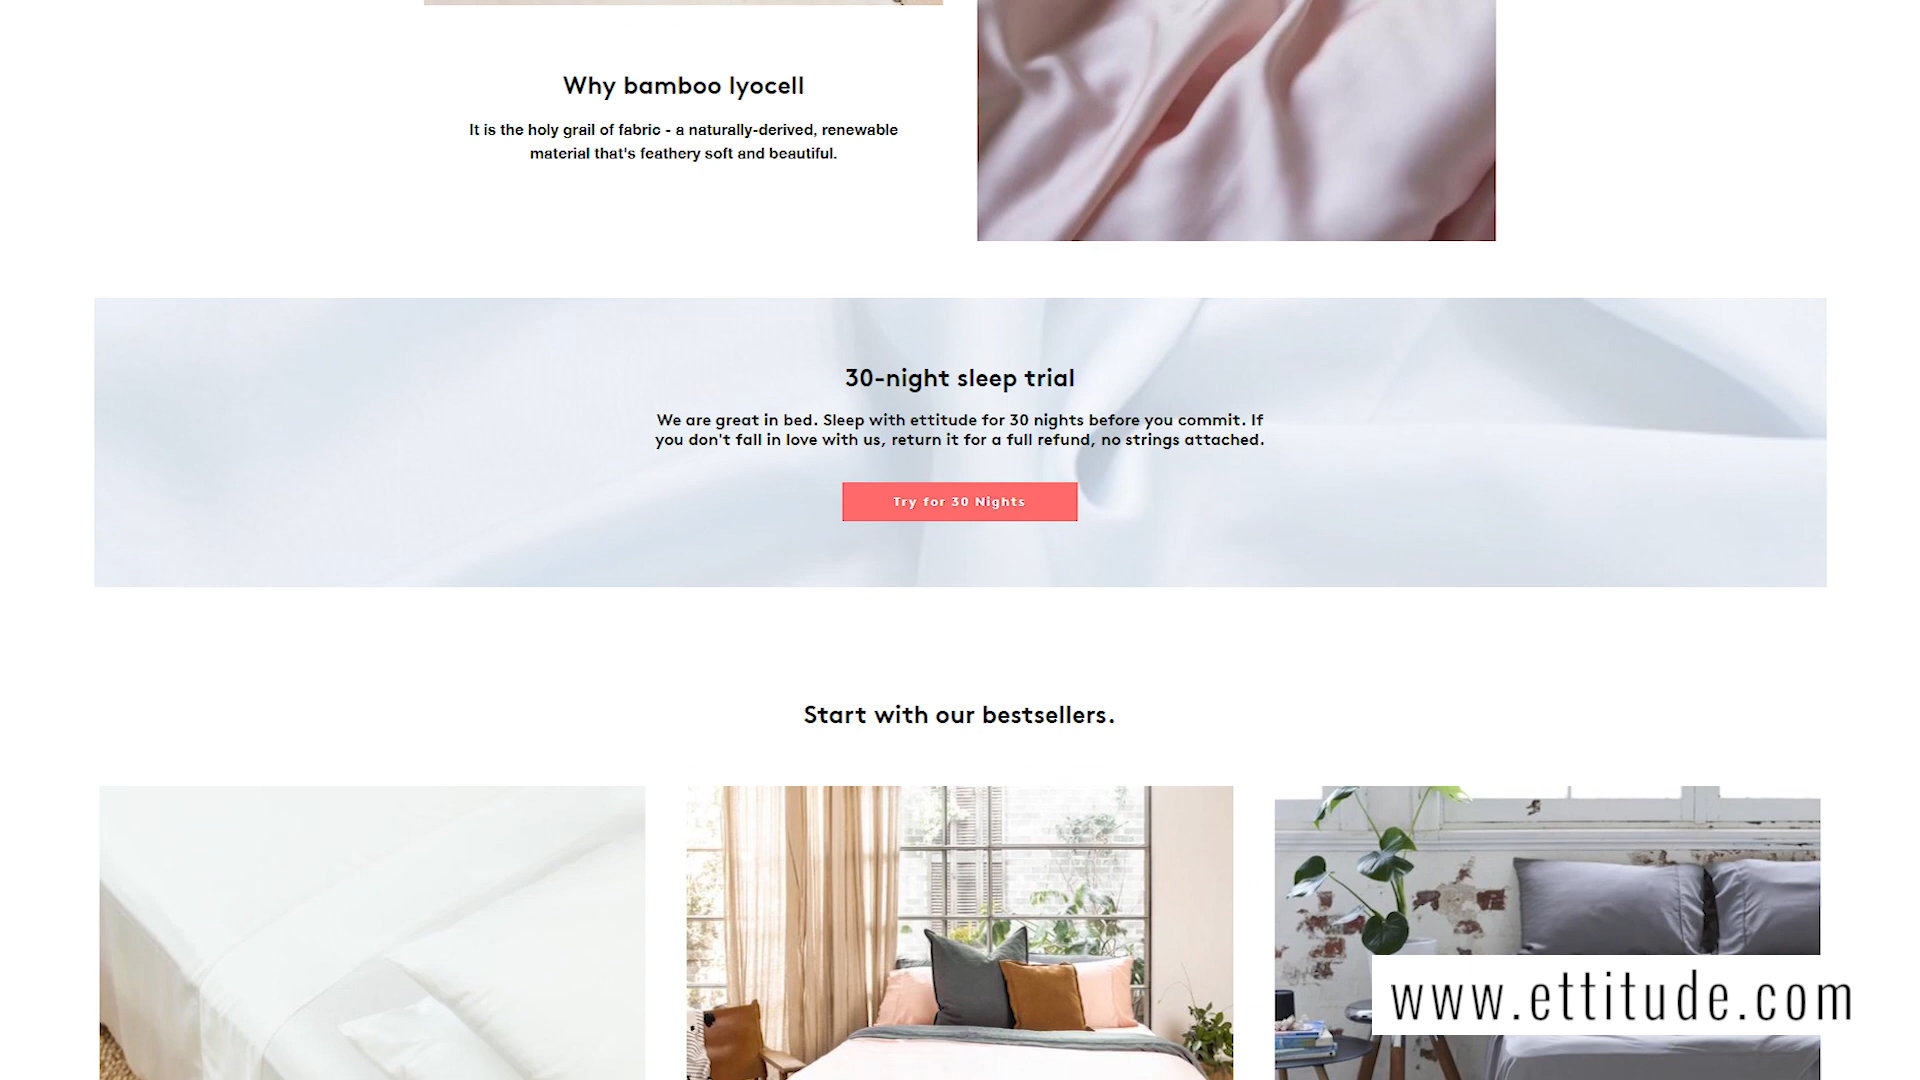 Why bamboo lyocell
It is the holy grail of fabric - a naturally-derived, renewable
material that's feathery soft and beautiful.
30-night sleep trial
We are great in bed. Sleep with ettitude for 30 nights before you commit. If
you don't fall in love with us, return it for a full refund, no strings attached.
Try for 30 Nights
Start with our bestsellers.
www.ettitude.com